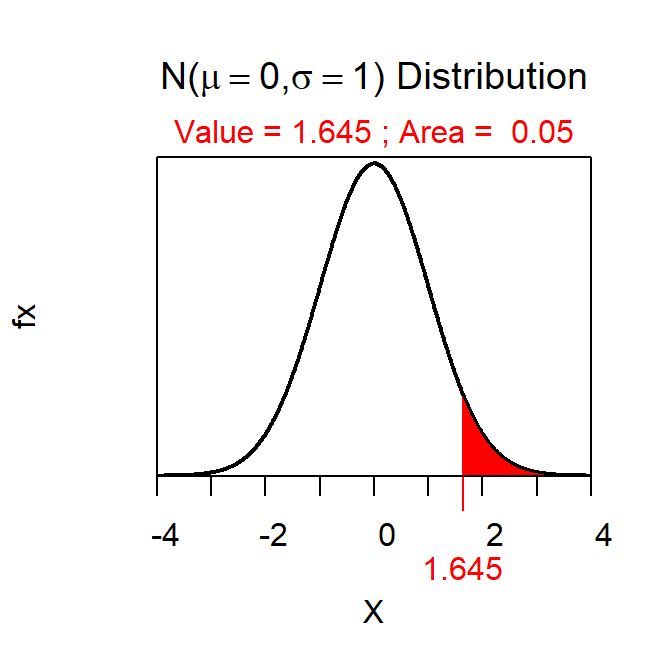 N(μ = 0,σ = 1) Distribution
Value = 1.645 ; Area =  0.05
fx
-4 -2 0 2 4
1.645
X